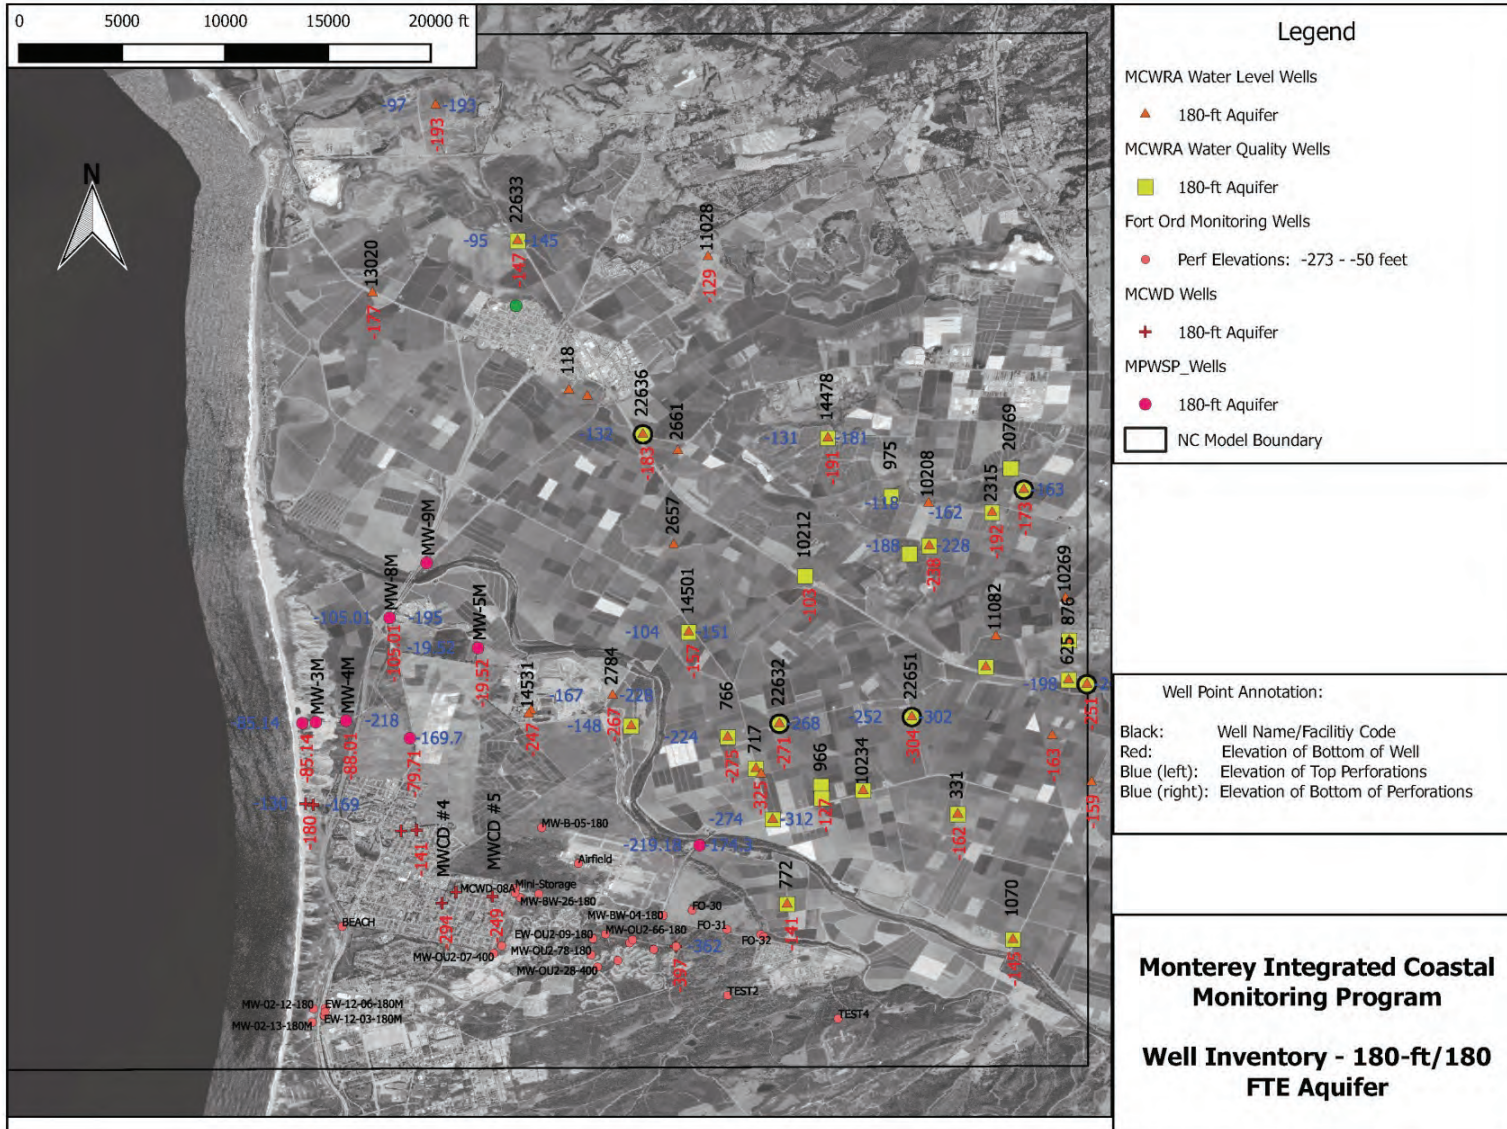 0 5000 10000 15000 20000 ft
N
-97 -193
-193
22633
-95 -145
-147
11028
-129
13020
-177
118
22636
-132
-183
2661
14478
-131 -181
-191
975
20769
-163
-173
10208
-118
-162
2315
-192
2657
-188 -228
-238
10212
-103
MW-9M
MW-8M
-105.01 -195
-105.01
MW-5M
-19.52
-19.52
14501
-104 -151
-157
10269
11082
876
625
-198
-251
MW-3M
MW-4M
-85.14
-85.14
-218
-88.01
-169.7
-79.71
14531
-247
2784
-167 -228
-267
-148
766
-224
-275
22632
-268
-271
22651
-252 -302
-304
-163
717
-325
966
-127
10234
331
-162
-159
-274 -312
-169
-180
-141
MWCD #4
MWCD #5
MW-B-05-180
Airfield
-219.18
MCWD-08A
Mini-Storage
MW-BW-26-180
-294
-249
MW-BW-04-180
FO-30
FO-31
FO-32
772
-141
1070
-145
BEACH
EW-OU2-09-180
MW-OU2-66-180
MW-OU2-07-400
MW-OU2-78-180
MW-OU2-28-400
-362
-397
TEST2
TEST4
MW-02-12-180
EW-12-06-180M
MW-02-13-180M
EW-12-03-180M
Legend
MCWRA Water Level Wells
180-ft Aquifer
MCWRA Water Quality Wells
180-ft Aquifer
Fort Ord Monitoring Wells
Perf Elevations: -273 - -50 feet
MCWD Wells
180-ft Aquifer
MPWSP_Wells
180-ft Aquifer
NC Model Boundary
Well Point Annotation:
Black: Well Name/Faciltiy Code
Red: Elevation of Bottom of Well
Blue (left): Elevation of Top Perforations
Blue (right): Elevation of Bottom of Perforations
Monterey Integrated Coastal
Monitoring Program
Well Inventory - 180-ft/180
FTE Aquifer